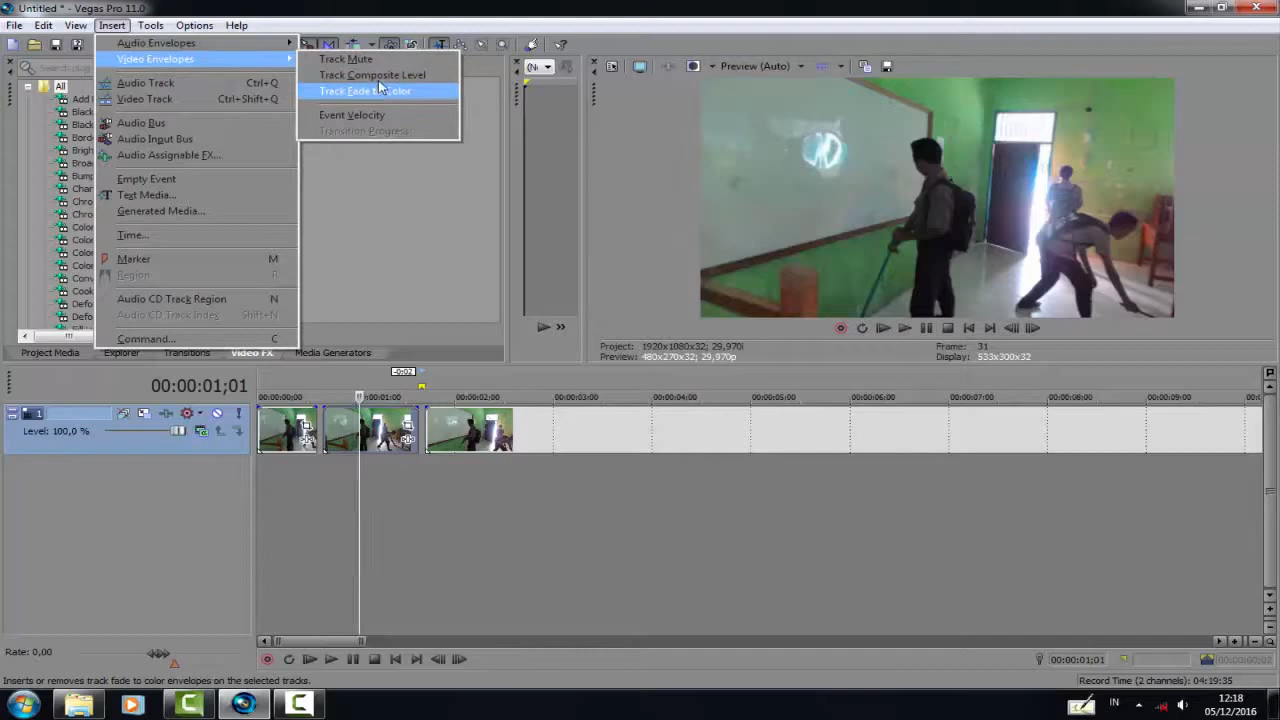 Untitled * - Vegas Pro 11.0
File Edit View Insert Tools Options Help
Audio Envelopes
Video Envelopes
Audio Track Ctrl+Q
Video Track Ctrl+Shift+Q
Audio Bus
Audio Input Bus
Audio Assignable FX...
Empty Event
Text Media...
Generated Media...
Time...
Marker M
Region R
Audio CD Track Region N
Audio CD Track Index Shift+N
Command... C
Track Mute
Track Composite Level
Track Fade to Color
Event Velocity
Transition Progress
All
Add
Black
Black
Bord
Brigh
Broa
Bump
Chan
Chro
Chro
Color
Color
Color
Color
Conv
Cook
Defo
Defo
Preview (Auto)
Project: 1920x1080x32; 29,970i
Preview: 480x270x32; 29,970p
Frame: 31
Display: 533x300x32
Project Media Explorer Transitions Video FX Media Generators
00:00:01;01
-0:02
00:00:00;00 00:00:01;00 00:00:02;00 00:00:03;00 00:00:04;00 00:00:05;00 00:00:06;00 00:00:07;00 00:00:08;00 00:00:09;00
1
Level: 100,0 %
Rate: 0,00
00:00:01;01
00:00:00;02
Inserts or removes track fade to color envelopes on the selected tracks.
Record Time (2 channels): 04:19:35
IN
12:18
05/12/2016